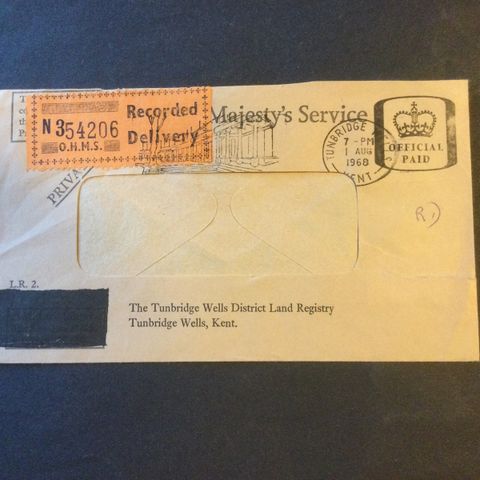 N 354206
O.H.M.S.
Recorded
Delivery
Majesty's Service
TUNBRIDGE
7 - PM
1 AUG
1968
KENT
OFFICIAL
PAID
PRIVA
R)
L.R. 2.
The Tunbridge Wells District Land Registry
Tunbridge Wells, Kent.